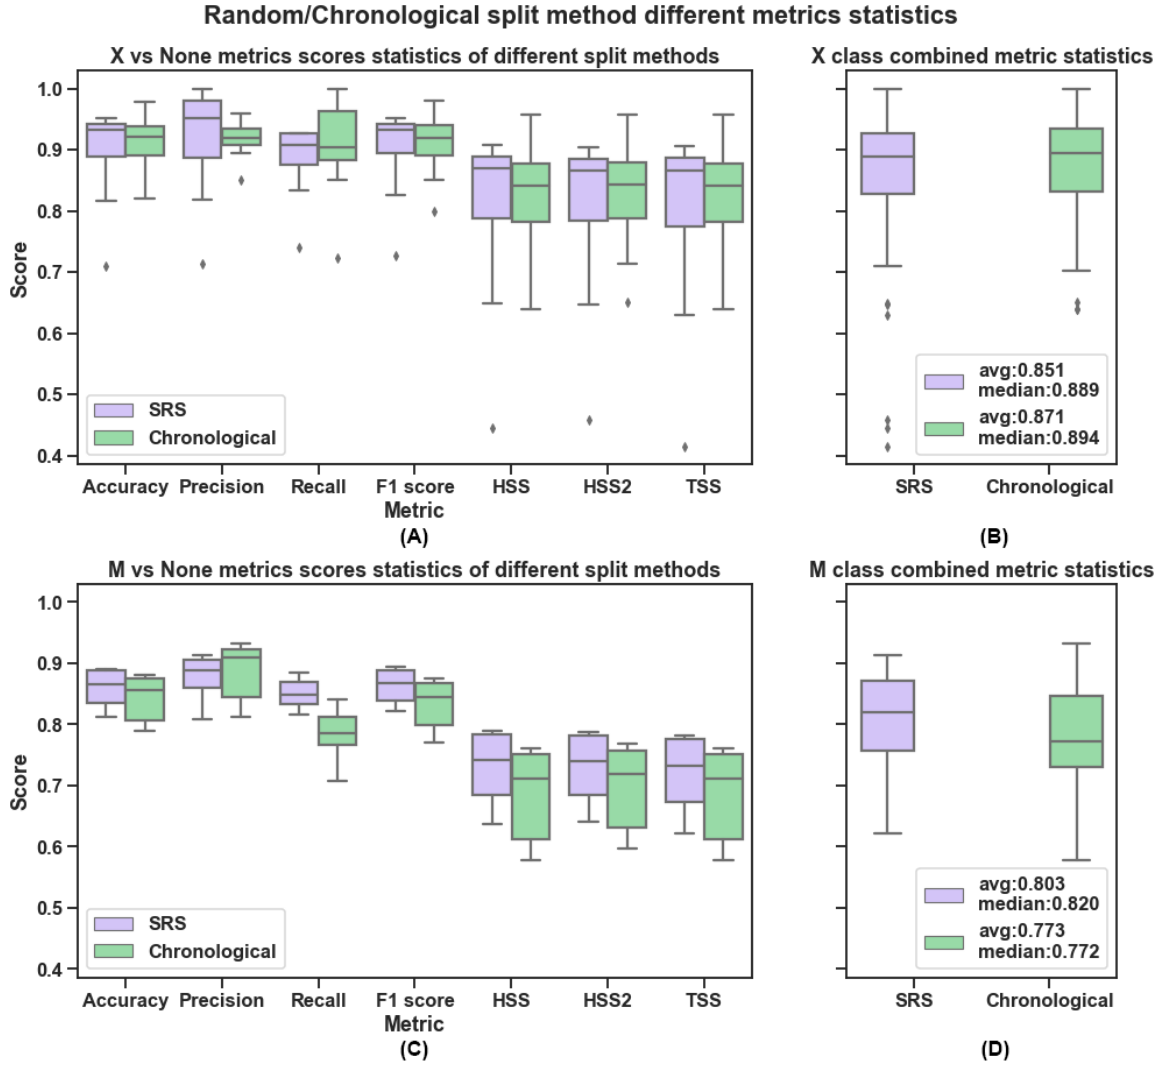 Random/Chronological split method different metrics statistics
X vs None metrics scores statistics of different split methods
1.0
0.9
0.8
0.7
0.6
0.5
0.4
Score
SRS
Chronological
Accuracy Precision Recall F1 score HSS HSS2 TSS
Metric
(A)
X class combined metric statistics
avg:0.851
median:0.889
avg:0.871
median:0.894
SRS Chronological
(B)
M vs None metrics scores statistics of different split methods
1.0
0.9
0.8
0.7
0.6
0.5
0.4
Score
SRS
Chronological
Accuracy Precision Recall F1 score HSS HSS2 TSS
Metric
(C)
M class combined metric statistics
avg:0.803
median:0.820
avg:0.773
median:0.772
SRS Chronological
(D)